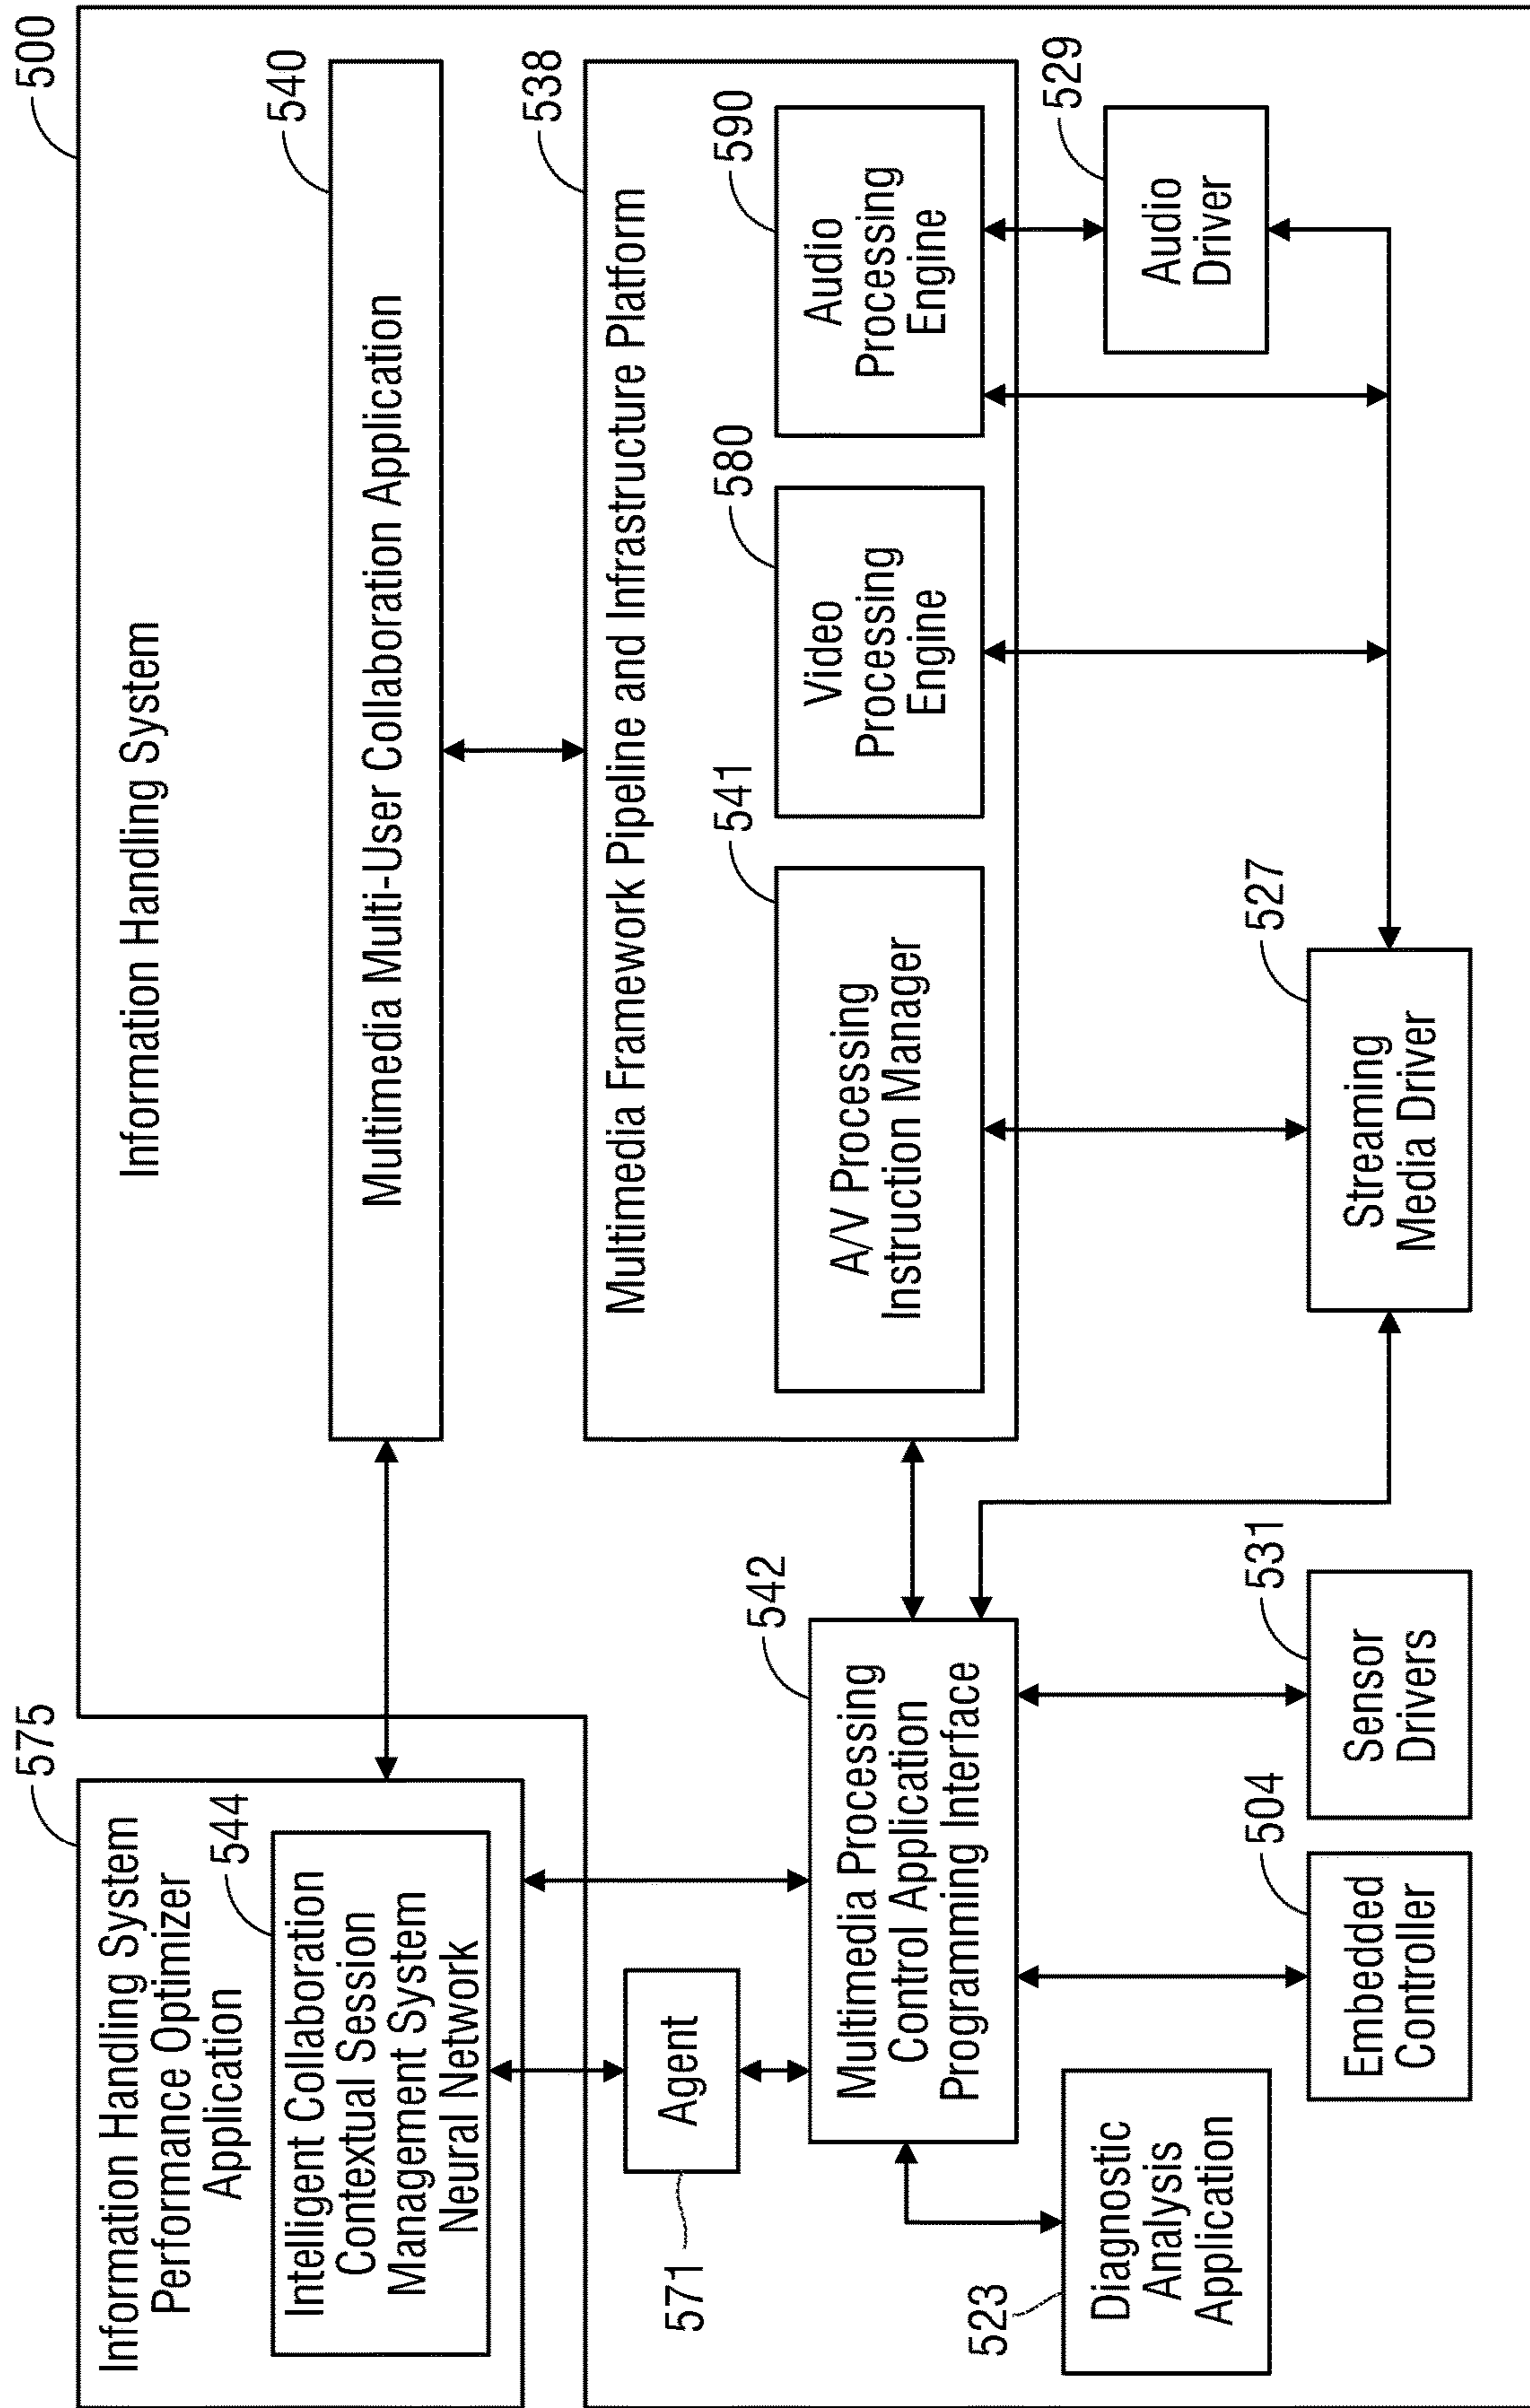 500
Information Handling System
575
Information Handling System
Performance Optimizer
Application
544
Intelligent Collaboration
Contextual Session
Management System
Neural Network
540
Multimedia Multi-User Collaboration Application
538
Multimedia Framework Pipeline and Infrastructure Platform
541
A/V Processing
Instruction Manager
580
Video
Processing
Engine
590
Audio
Processing
Engine
571
Agent
542
Multimedia Processing
Control Application
Programming Interface
529
Audio
Driver
523
Diagnostic
Analysis
Application
504
Embedded
Controller
531
Sensor
Drivers
527
Streaming
Media Driver